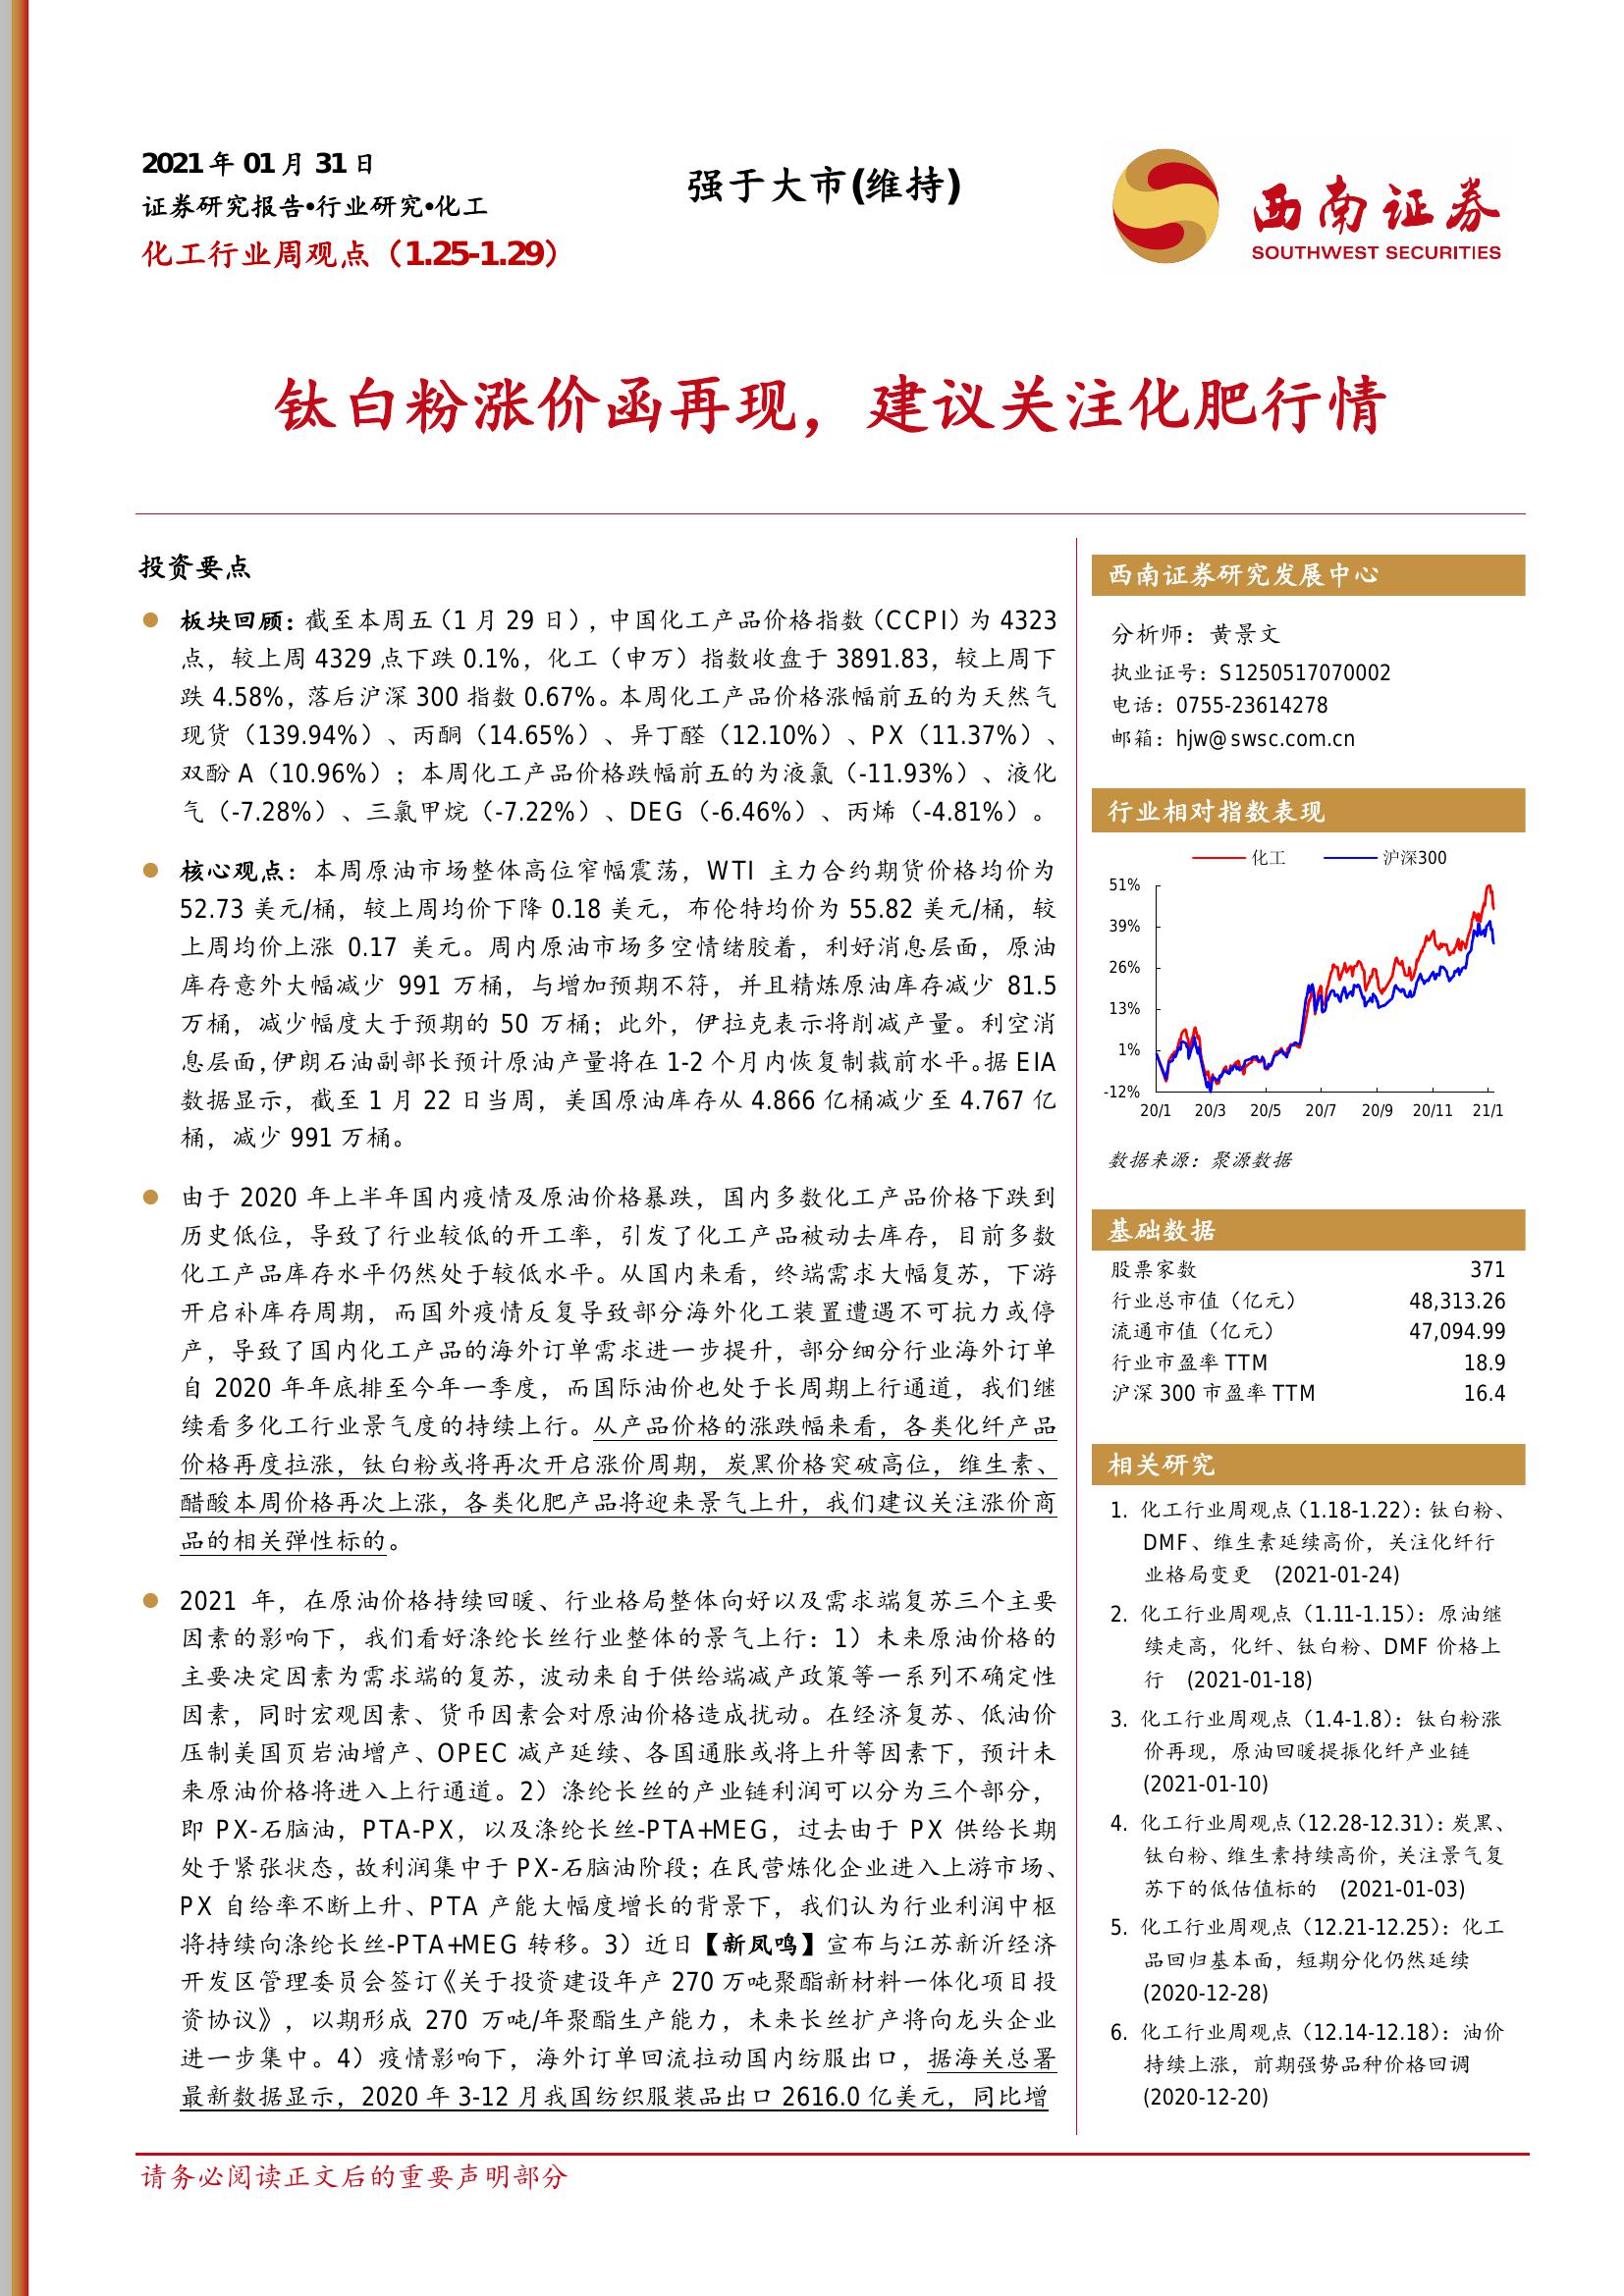 2021 年 01 月 31 日
证券研究报告•行业研究•化工
化工行业周观点（1.25-1.29）
强于大市(维持)
西南证券
SOUTHWEST SECURITIES
钛白粉涨价函再现，建议关注化肥行情
投资要点
板块回顾：截至本周五（1 月 29 日），中国化工产品价格指数（CCPI）为 4323
点，较上周 4329 点下跌 0.1%，化工（申万）指数收盘于 3891.83，较上周下
跌 4.58%，落后沪深 300 指数 0.67%。本周化工产品价格涨幅前五的为天然气
现货（139.94%）、丙酮（14.65%）、异丁醛（12.10%）、PX（11.37%）、
双酚 A（10.96%）；本周化工产品价格跌幅前五的为液氯（-11.93%）、液化
气（-7.28%）、三氯甲烷（-7.22%）、DEG（-6.46%）、丙烯（-4.81%）。
核心观点：本周原油市场整体高位窄幅震荡，WTI 主力合约期货价格均价为
52.73 美元/桶，较上周均价下降 0.18 美元，布伦特均价为 55.82 美元/桶，较
上周均价上涨 0.17 美元。周内原油市场多空情绪胶着，利好消息层面，原油
库存意外大幅减少 991 万桶，与增加预期不符，并且精炼原油库存减少 81.5
万桶，减少幅度大于预期的 50 万桶；此外，伊拉克表示将削减产量。利空消
息层面，伊朗石油副部长预计原油产量将在 1-2 个月内恢复制裁前水平。据 EIA
数据显示，截至 1 月 22 日当周，美国原油库存从 4.866 亿桶减少至 4.767 亿
桶，减少 991 万桶。
由于 2020 年上半年国内疫情及原油价格暴跌，国内多数化工产品价格下跌到
历史低位，导致了行业较低的开工率，引发了化工产品被动去库存，目前多数
化工产品库存水平仍然处于较低水平。从国内来看，终端需求大幅复苏，下游
开启补库存周期，而国外疫情反复导致部分海外化工装置遭遇不可抗力或停
产，导致了国内化工产品的海外订单需求进一步提升，部分细分行业海外订单
自 2020 年年底排至今年一季度，而国际油价也处于长周期上行通道，我们继
续看多化工行业景气度的持续上行。从产品价格的涨跌幅来看，各类化纤产品
价格再度拉涨，钛白粉或将再次开启涨价周期，炭黑价格突破高位，维生素、
醋酸本周价格再次上涨，各类化肥产品将迎来景气上升，我们建议关注涨价商
品的相关弹性标的。
2021 年，在原油价格持续回暖、行业格局整体向好以及需求端复苏三个主要
因素的影响下，我们看好涤纶长丝行业整体的景气上行：1）未来原油价格的
主要决定因素为需求端的复苏，波动来自于供给端减产政策等一系列不确定性
因素，同时宏观因素、货币因素会对原油价格造成扰动。在经济复苏、低油价
压制美国页岩油增产、OPEC 减产延续、各国通胀或将上升等因素下，预计未
来原油价格将进入上行通道。2）涤纶长丝的产业链利润可以分为三个部分，
即 PX-石脑油，PTA-PX，以及涤纶长丝-PTA+MEG，过去由于 PX 供给长期
处于紧张状态，故利润集中于 PX-石脑油阶段；在民营炼化企业进入上游市场、
PX 自给率不断上升、PTA 产能大幅度增长的背景下，我们认为行业利润中枢
将持续向涤纶长丝-PTA+MEG 转移。3）近日【新凤鸣】宣布与江苏新沂经济
开发区管理委员会签订《关于投资建设年产 270 万吨聚酯新材料一体化项目投
资协议》，以期形成 270 万吨/年聚酯生产能力，未来长丝扩产将向龙头企业
进一步集中。4）疫情影响下，海外订单回流拉动国内纺服出口，据海关总署
最新数据显示，2020 年 3-12 月我国纺织服装品出口 2616.0 亿美元，同比增
西南证券研究发展中心
分析师：黄景文
执业证号：S1250517070002
电话：0755-23614278
邮箱：hjw@swsc.com.cn
行业相对指数表现
化工 沪深300
51%
39%
26%
13%
1%
-12%
20/1 20/3 20/5 20/7 20/9 20/11 21/1
数据来源：聚源数据
基础数据
股票家数 371
行业总市值（亿元） 48,313.26
流通市值（亿元） 47,094.99
行业市盈率 TTM 18.9
沪深 300 市盈率 TTM 16.4
相关研究
1. 化工行业周观点（1.18-1.22）：钛白粉、
DMF、维生素延续高价，关注化纤行
业格局变更 (2021-01-24)
2. 化工行业周观点（1.11-1.15）：原油继
续走高，化纤、钛白粉、DMF 价格上
行 (2021-01-18)
3. 化工行业周观点（1.4-1.8）：钛白粉涨
价再现，原油回暖提振化纤产业链
(2021-01-10)
4. 化工行业周观点（12.28-12.31）：炭黑、
钛白粉、维生素持续高价，关注景气复
苏下的低估值标的 (2021-01-03)
5. 化工行业周观点（12.21-12.25）：化工
品回归基本面，短期分化仍然延续
(2020-12-28)
6. 化工行业周观点（12.14-12.18）：油价
持续上涨，前期强势品种价格回调
(2020-12-20)
请务必阅读正文后的重要声明部分